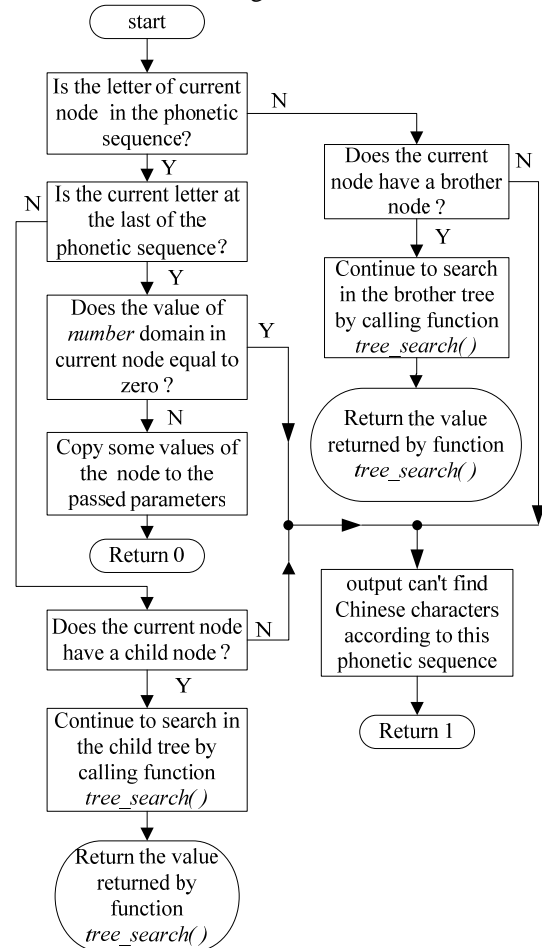 start
Is the letter of current
node in the phonetic
sequence?
N
Y
Does the current
node have a brother
node ?
N
Y
Is the current letter at
the last of the
phonetic sequence?
N
Y
Continue to search
in the brother tree
by calling function
tree_search()
Does the value of
number domain in
current node equal to
zero ?
Y
N
Return the value
returned by function
tree_search()
Copy some values of
the node to the
passed parameters
Return 0
output can't find
Chinese characters
according to this
phonetic sequence
Does the current node
have a child node ?
N
Y
Return 1
Continue to search in
the child tree by
calling function
tree_search()
Return the value
returned by
function
tree_search()